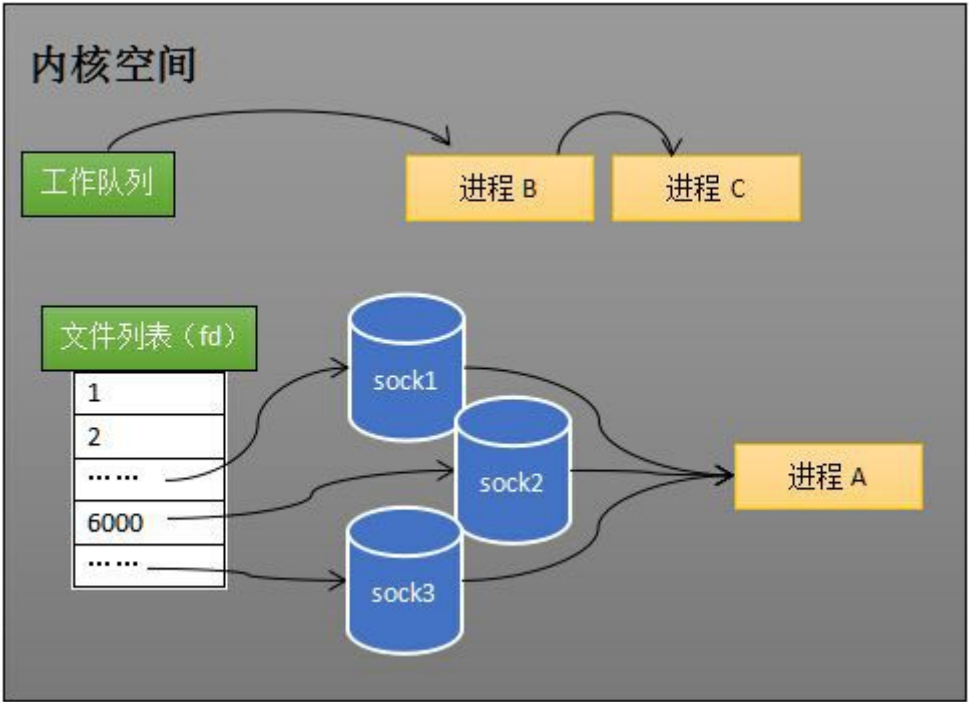 内核空间
工作队列
进程 B
进程 C
文件列表（fd）
1
2
……
6000
……
sock1
sock2
sock3
进程 A